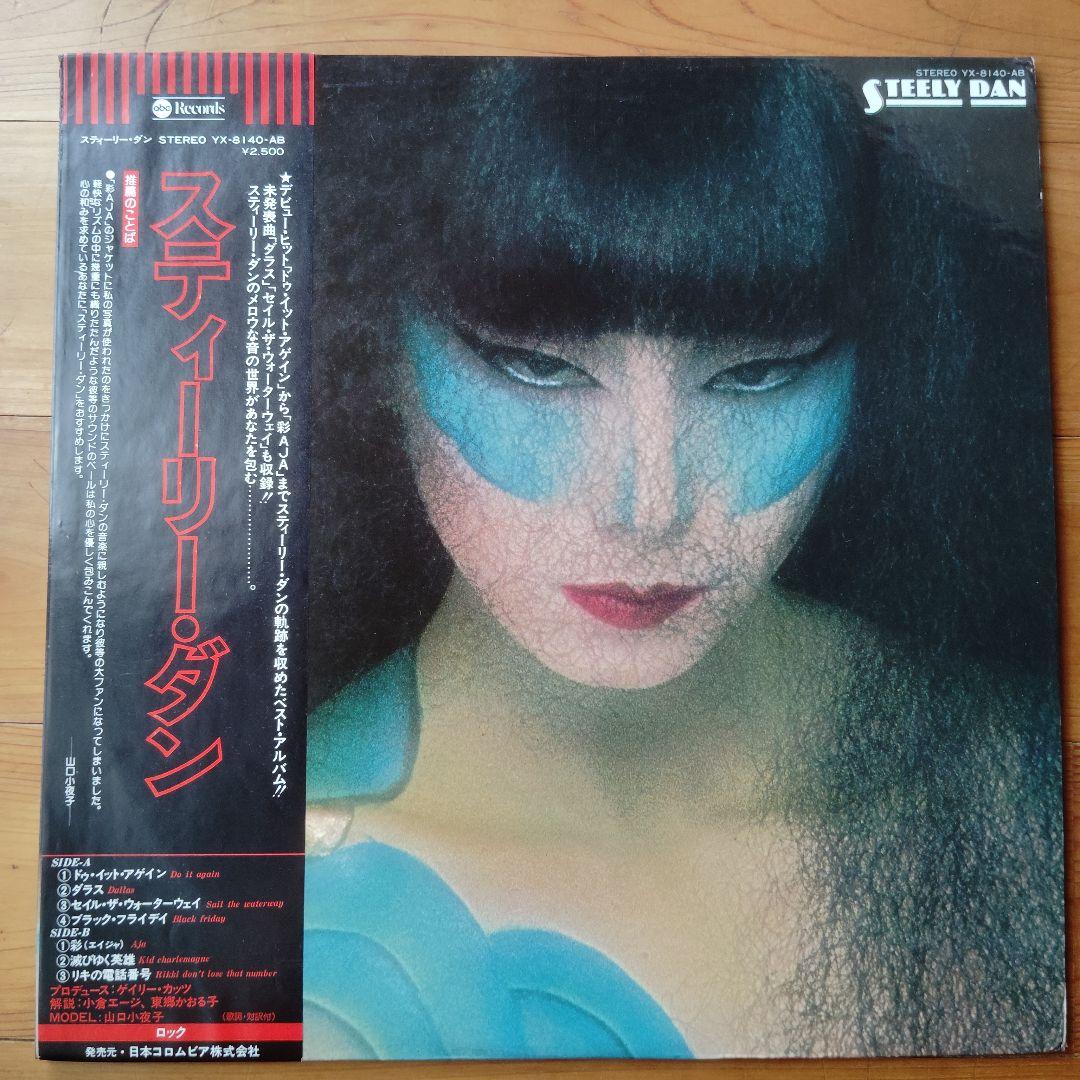 abc Records
スティーリー・ダン STEREO YX-8140-AB
¥2,500
★デビュー・ヒット「ドゥ・イット・アゲイン」から「彩AJA」までスティーリー・ダンの軌跡を収めたベスト・アルバム!!
未発表曲「ダラス」「セイル・ザ・ウォーターウェイ」も収録!!
スティーリー・ダンのメロウな音の世界があなたを包む…………………。
スティーリー・ダン
推薦のことば
●「彩AJA」のジャケットに私の写真が使われたのをきっかけにスティーリー・ダンの音楽に親しむようになり彼等の大ファンになってしまいました。
軽快なリズムの中に幾重にも織りたたんだような彼等のサウンドのベールは私の心を優しく包みこんでくれます。
心の和みを求めているあなたに「スティーリー・ダン」をおすすめします。
——山口小夜子——
SIDE-A
①ドゥ・イット・アゲイン Do it again
②ダラス Dallas
③セイル・ザ・ウォーターウェイ Sail the waterway
④ブラック・フライデイ Black friday
SIDE-B
①彩(エイジャ) Aja
②滅びゆく英雄 Kid charlemagne
③リキの電話番号 Rikki don't lose that number
プロデュース:ゲイリー・カッツ
解説:小倉エージ、東郷かおる子
MODEL:山口小夜子 (歌詞・対訳付)
ロック
発売元・日本コロムビア株式会社
STEREO YX-8140-AB
STEELY DAN